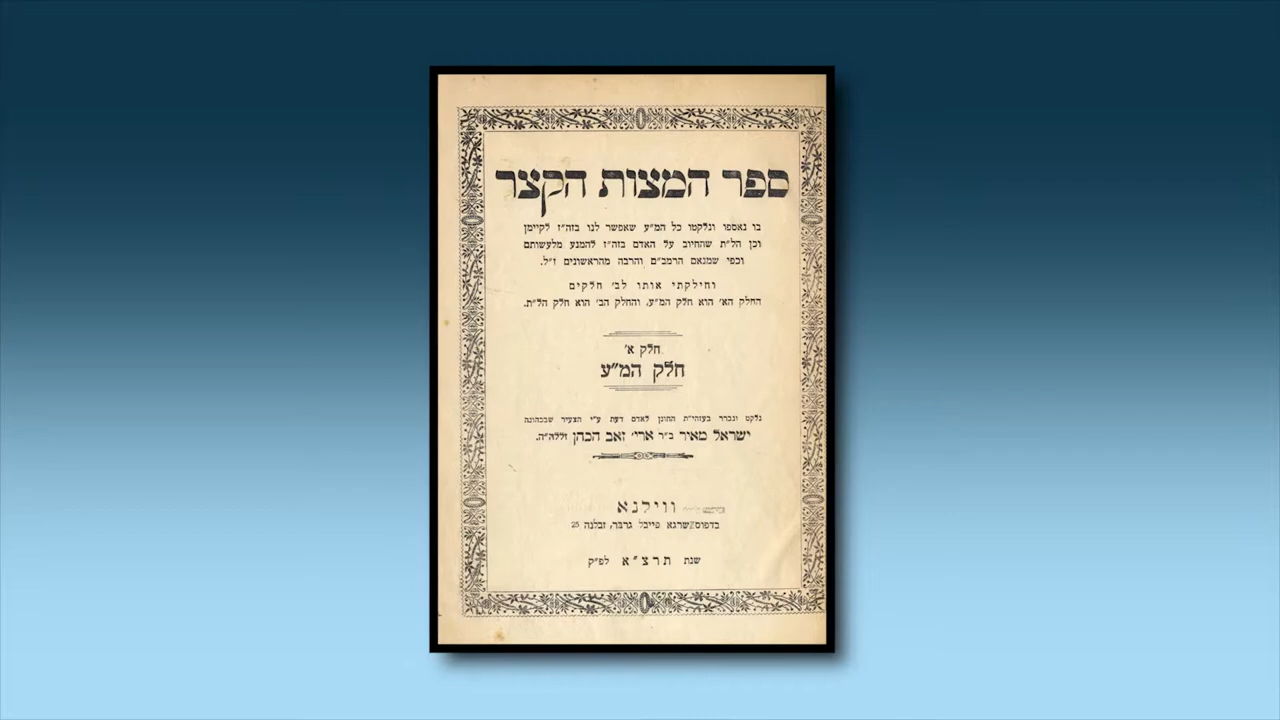 ספר המצות הקצר
בו נאספו ונלקטו כל המ״ע שאפשר לנו בזה״ז לקיימן
וכן הל״ת שהחיוב על האדם בזה״ז להמנע מלעשותם
וכפי שמנאם הרמב״ם והרבה מהראשונים ז״ל.
וחילקתי אותו לב׳ חלקים
החלק הא׳ הוא חלק המ״ע, והחלק הב׳ הוא חלק הל״ת.
חלק א׳
חלק המ״ע
נלקט ונברר בעזהי״ת החונן לאדם דעת ע״י הצעיר שבכהונה
ישראל מאיר ב״ר ארי׳ זאב הכהן זללה״ה.
ווילנא
בדפוס שרגא פייבל גרבר, זבלנה 25
שנת תרצ״א לפ״ק